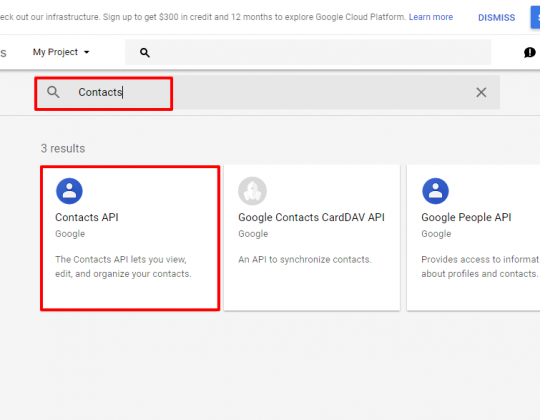 eck out our infrastructure. Sign up to get $300 in credit and 12 months to explore Google Cloud Platform. Learn more DISMISS S
s My Project
Contacts
3 results
Contacts API
Google
The Contacts API lets you view,
edit, and organize your contacts.
Google Contacts CardDAV API
Google
An API to synchronize contacts.
Google People API
Google
Provides access to informat
about profiles and contacts.